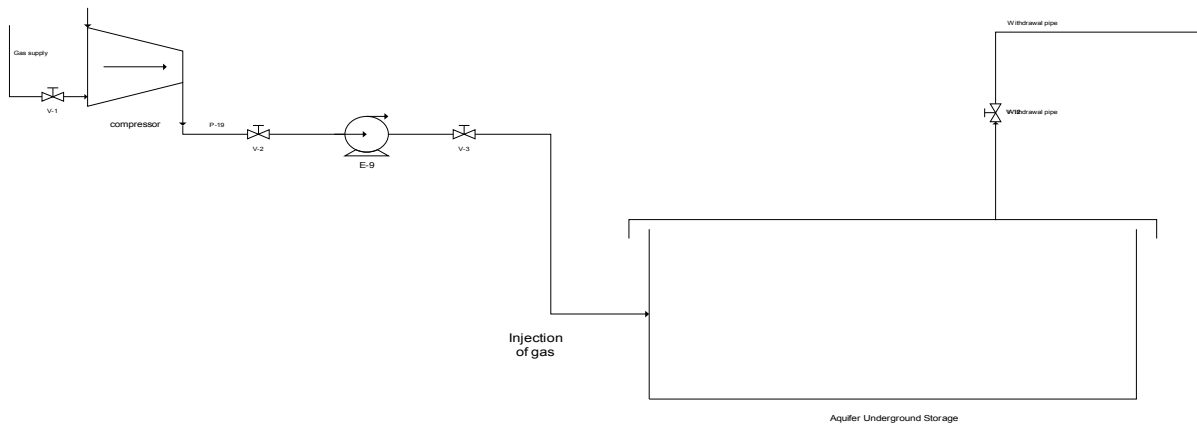 Withdrawal pipe
Gas supply
V-1
compressor
P-19
V-2
E-9
V-3
Withdrawal pipe
Injection
of gas
Aquifer Underground Storage